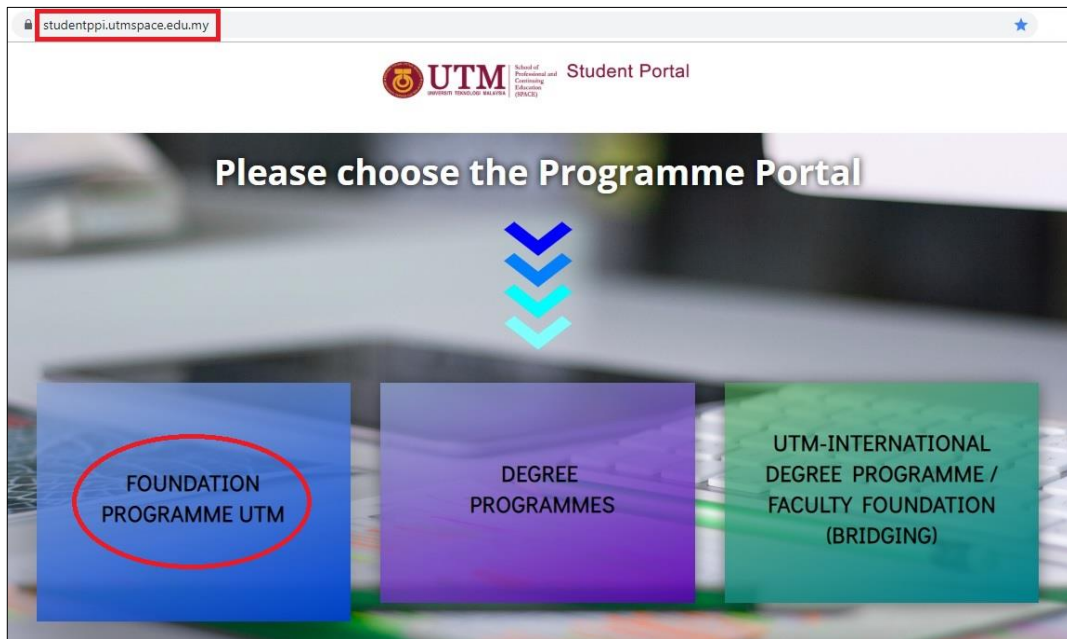 studentppi.utmspace.edu.my
UTM
UNIVERSITI TEKNOLOGI MALAYSIA
School of
Professional and
Continuing
Education
(SPACE)
Student Portal
Please choose the Programme Portal
FOUNDATION
PROGRAMME UTM
DEGREE
PROGRAMMES
UTM-INTERNATIONAL
DEGREE PROGRAMME /
FACULTY FOUNDATION
(BRIDGING)